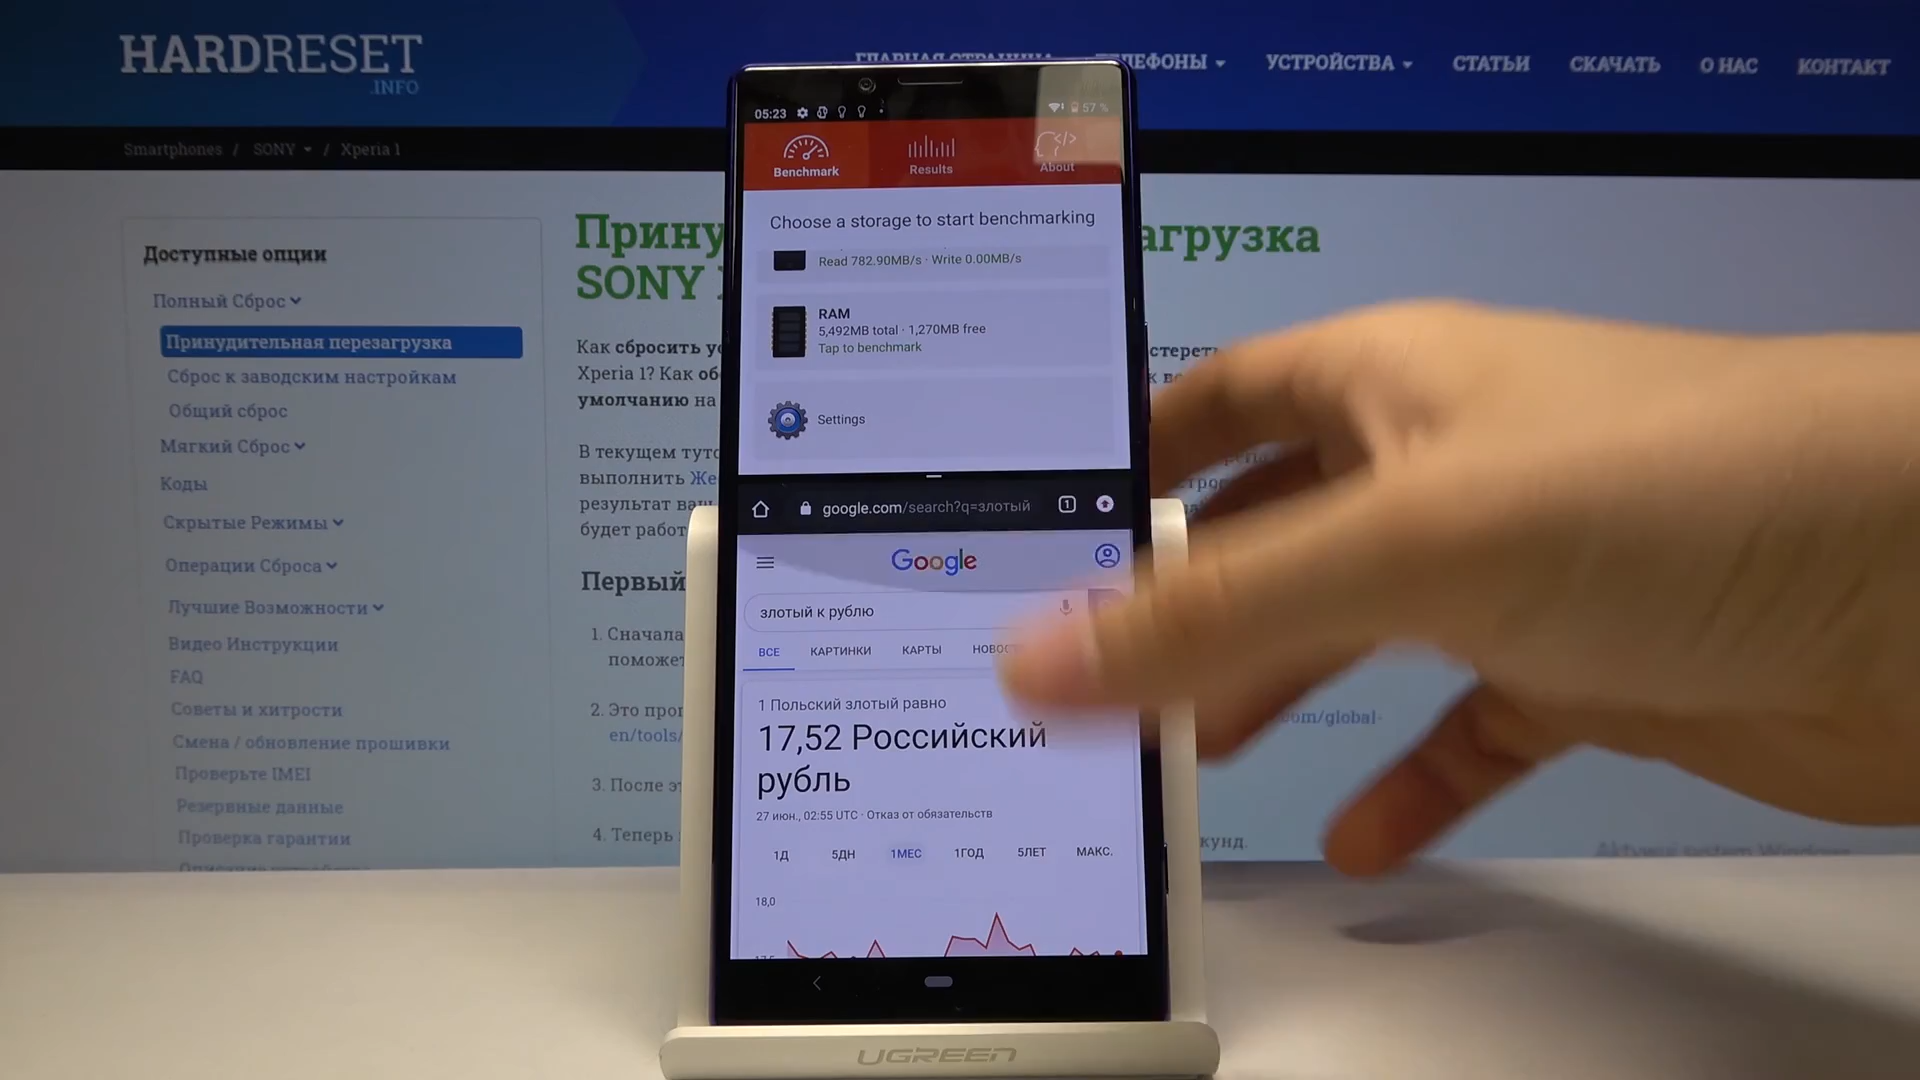 HARDRESET
.INFO
ГЛАВНАЯ СТРАНИЦА
ТЕЛЕФОНЫ
УСТРОЙСТВА
СТАТЬИ
СКАЧАТЬ
О НАС
КОНТАКТ
Smartphones / SONY / Xperia 1
Доступные опции
Полный Сброс
Принудительная перезагрузка
Сброс к заводским настройкам
Общий сброс
Мягкий Сброс
Коды
Скрытые Режимы
Операции Сброса
Лучшие Возможности
Видео Инструкции
FAQ
Советы и хитрости
Смена / обновление прошивки
Проверьте IMEI
Резервные данные
Проверка гарантии
SONY
Как сбросить
Xperia 1? Как
умолчанию на
В текущем
выполнить
результат
будет
Первый
1. Сначала
2. Это
en/tools/
3. После
4. Теперь
com/global-
05:23
57 %
Benchmark
Results
About
Choose a storage to start benchmarking
Read 782.90MB/s · Write 0.00MB/s
RAM
5,492MB total · 1,270MB free
Tap to benchmark
Settings
google.com/search?q=злотый
1
Google
злотый к рублю
ВСЕ
КАРТИНКИ
КАРТЫ
1 Польский злотый равно
17,52 Российский
рубль
27 июн., 02:55 UTC · Отказ от обязательств
1Д
5ДН
1МЕС
1ГОД
5ЛЕТ
МАКС.
18,0
UGREEN